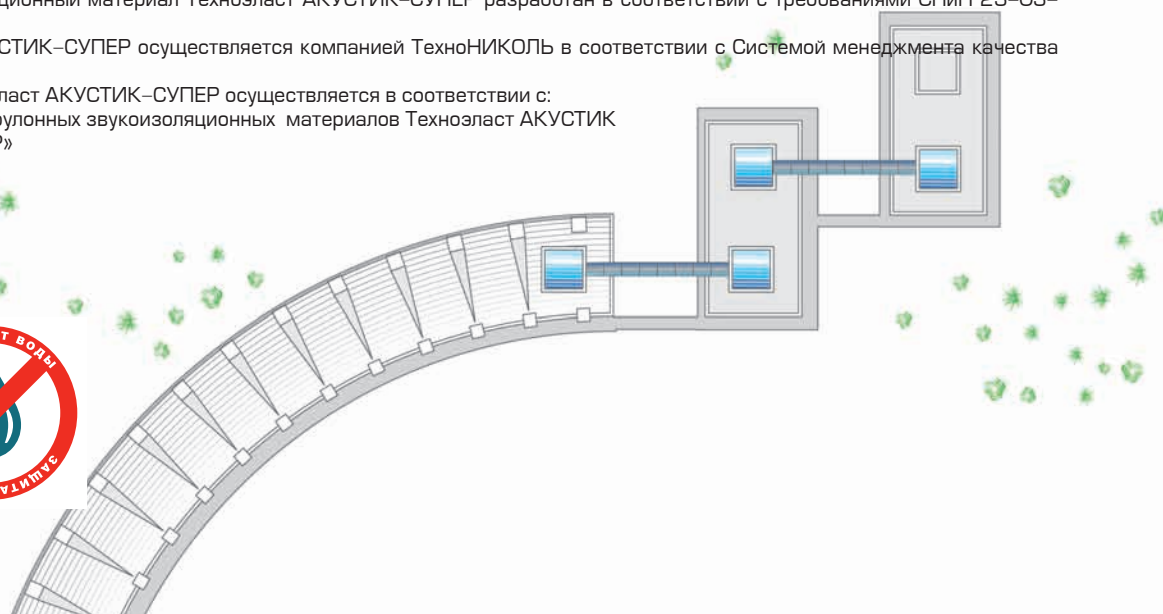 ционный материал Техноэласт АКУСТИК–СУПЕР разработан в соответствии с требованиями СНиП 23–03–
СТИК–СУПЕР осуществляется компанией ТехноНИКОЛЬ в соответствии с Системой менеджмента качества
ласт АКУСТИК–СУПЕР осуществляется в соответствии с:
рулонных звукоизоляционных материалов Техноэласт АКУСТИК
»
Т ВОДЫ
ЗАЩИТА